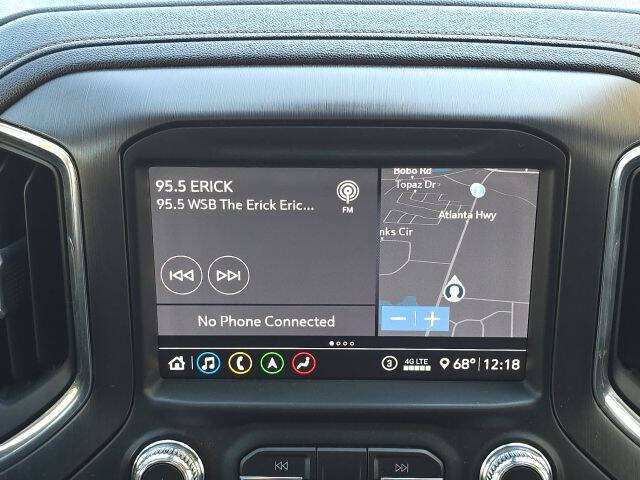 95.5 ERICK
95.5 WSB The Erick Eric...
FM
No Phone Connected
Bobo Rd
Topaz Dr
Atlanta Hwy
nks Cir
3
4G LTE
68°
12:18